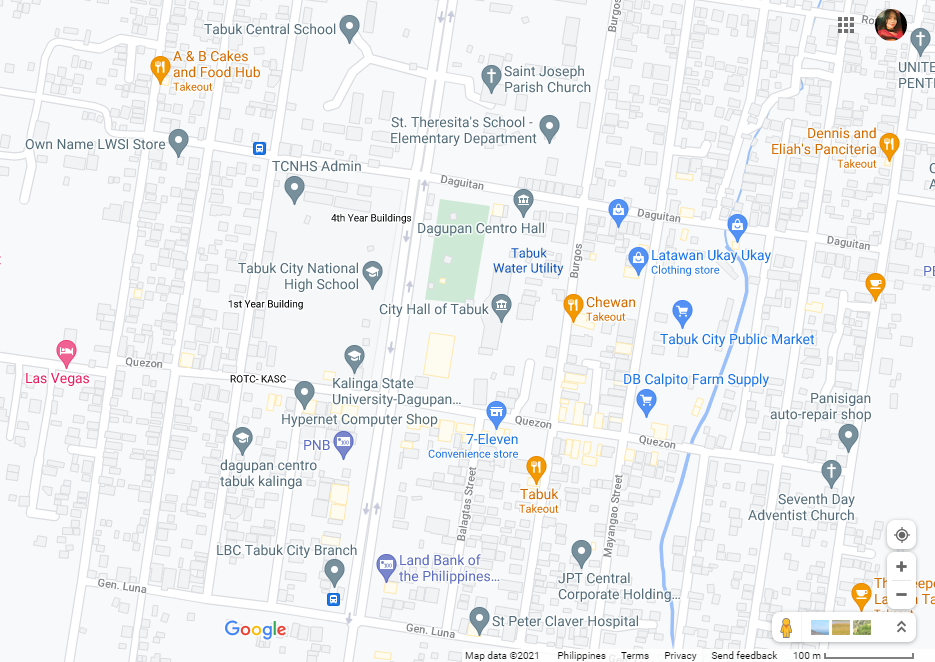 Tabuk Central School
Burgos
Ro
A & B Cakes
and Food Hub
Takeout
Saint Joseph
Parish Church
UNITE
PENTE
St. Theresita's School -
Elementary Department
Own Name LWSI Store
Dennis and
Eliah's Panciteria
Takeout
TCNHS Admin
Daguitan
4th Year Buildings
Dagupan Centro Hall
Daguitan
Daguitan
Tabuk
Water Utility
Burgos
Latawan Ukay Ukay
Clothing store
Tabuk City National
High School
1st Year Building
City Hall of Tabuk
Chewan
Takeout
Tabuk City Public Market
Quezon
Las Vegas
ROTC- KASC
Kalinga State
University-Dagupan...
DB Calpito Farm Supply
Panisigan
auto-repair shop
Hypernet Computer Shop
PNB
7-Eleven
Convenience store
Quezon
Quezon
dagupan centro
tabuk kalinga
Balagtas Street
Tabuk
Takeout
Mayangao Street
Seventh Day
Adventist Church
LBC Tabuk City Branch
Land Bank of
the Philippines...
JPT Central
Corporate Holding...
Gen. Luna
Gen. Luna
St Peter Claver Hospital
Google
Map data ©2021 Philippines Terms Privacy Send feedback 100 m